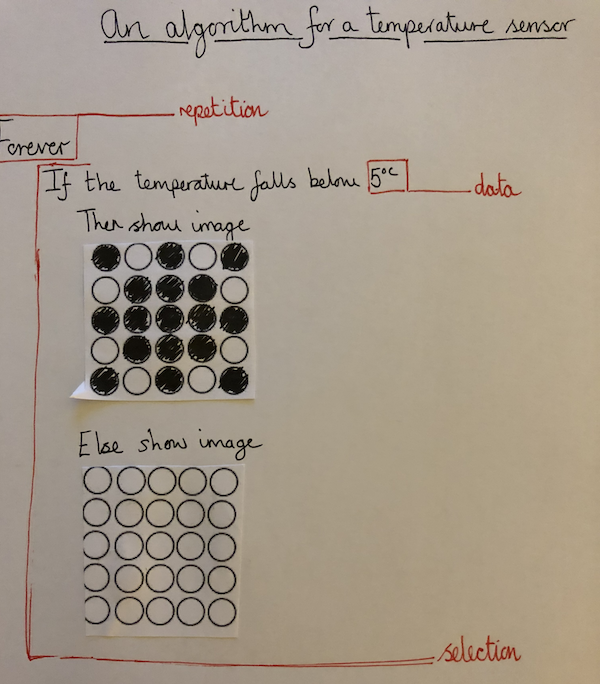 An algorithm for a temperature sensor
repetition
Forever
If the temperature falls below 5°C
data
Then show image
Else show image
selection